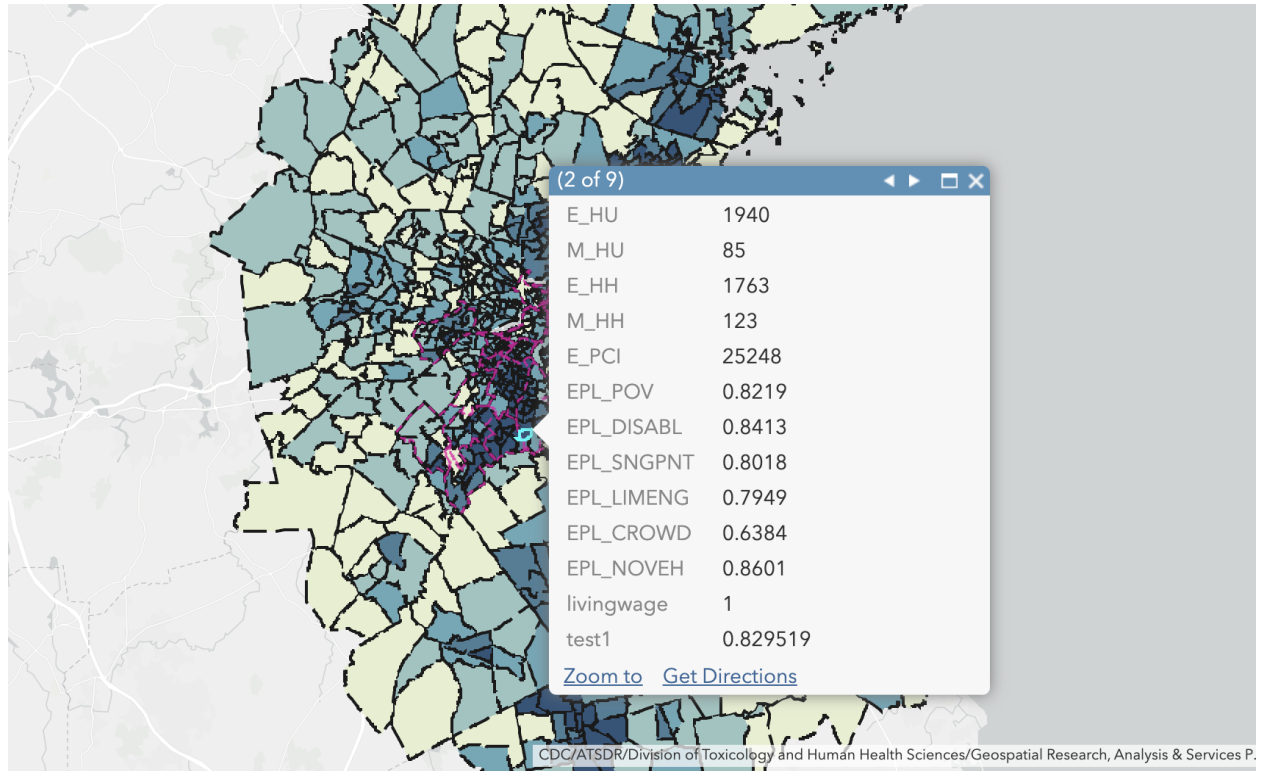 (2 of 9)
E_HU 1940
M_HU 85
E_HH 1763
M_HH 123
E_PCI 25248
EPL_POV 0.8219
EPL_DISABL 0.8413
EPL_SNGPNT 0.8018
EPL_LIMENG 0.7949
EPL_CROWD 0.6384
EPL_NOVEH 0.8601
livingwage 1
test1 0.829519
Zoom to Get Directions
CDC/ATSDR/Division of Toxicology and Human Health Sciences/Geospatial Research, Analysis & Services P.